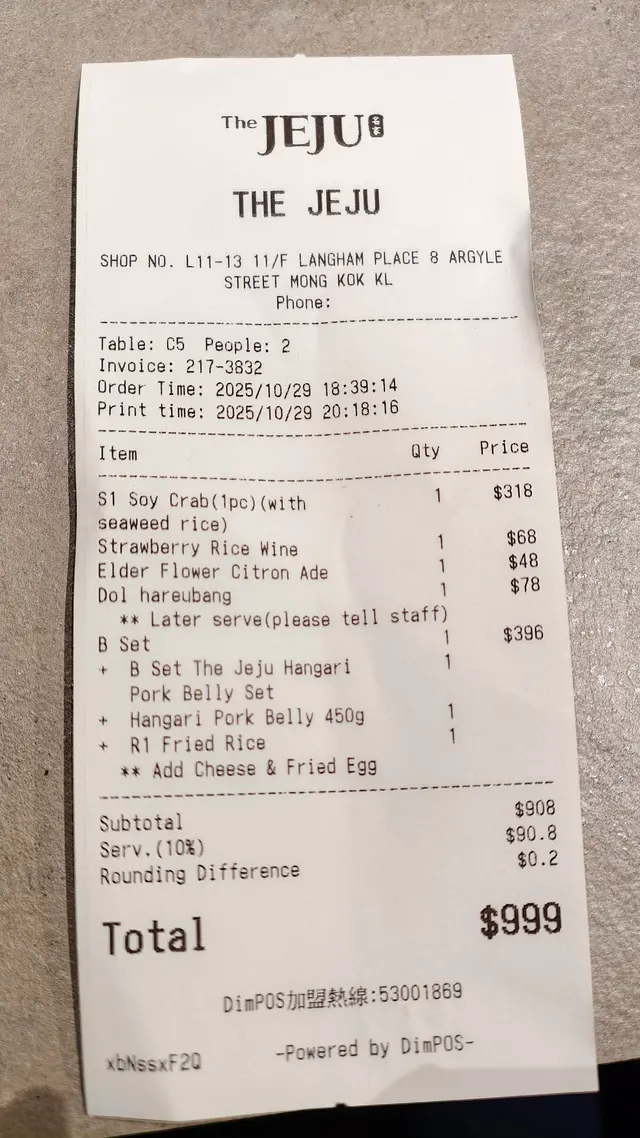 The JEJU
THE JEJU
SHOP NO. L11-13 11/F LANGHAM PLACE 8 ARGYLE
STREET MONG KOK KL
Phone:
Table: C5 People: 2
Invoice: 217-3832
Order Time: 2025/10/29 18:39:14
Print time: 2025/10/29 20:18:16
Item Qty Price
S1 Soy Crab(1pc)(with 1 $318
seaweed rice)
Strawberry Rice Wine 1 $68
Elder Flower Citron Ade 1 $48
Dol hareubang 1 $78
** Later serve(please tell staff)
B Set 1 $396
+ B Set The Jeju Hangari 1
Pork Belly Set
+ Hangari Pork Belly 450g 1
+ R1 Fried Rice 1
** Add Cheese & Fried Egg
Subtotal $908
Serv.(10%) $90.8
Rounding Difference $0.2
Total $999
DimPOS加盟熱線:53001869
-Powered by DimPOS-
xbNssxF2Q